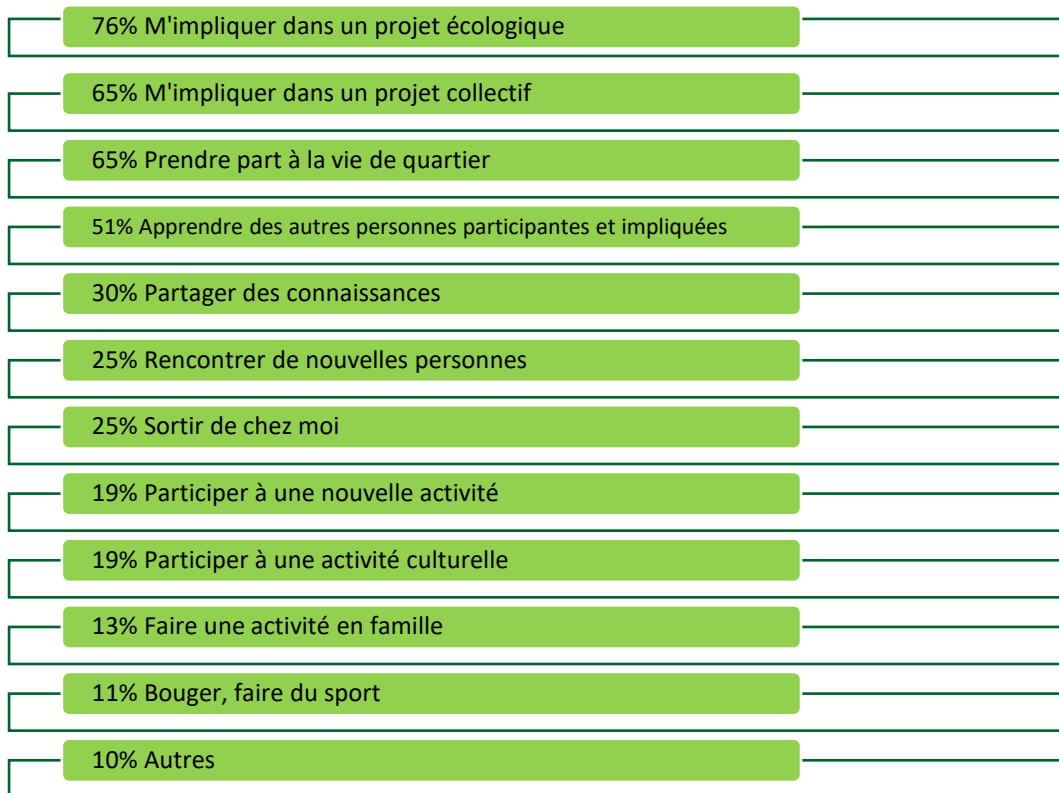 76% M'impliquer dans un projet écologique
65% M'impliquer dans un projet collectif
65% Prendre part à la vie de quartier
51% Apprendre des autres personnes participantes et impliquées
30% Partager des connaissances
25% Rencontrer de nouvelles personnes
25% Sortir de chez moi
19% Participer à une nouvelle activité
19% Participer à une activité culturelle
13% Faire une activité en famille
11% Bouger, faire du sport
10% Autres